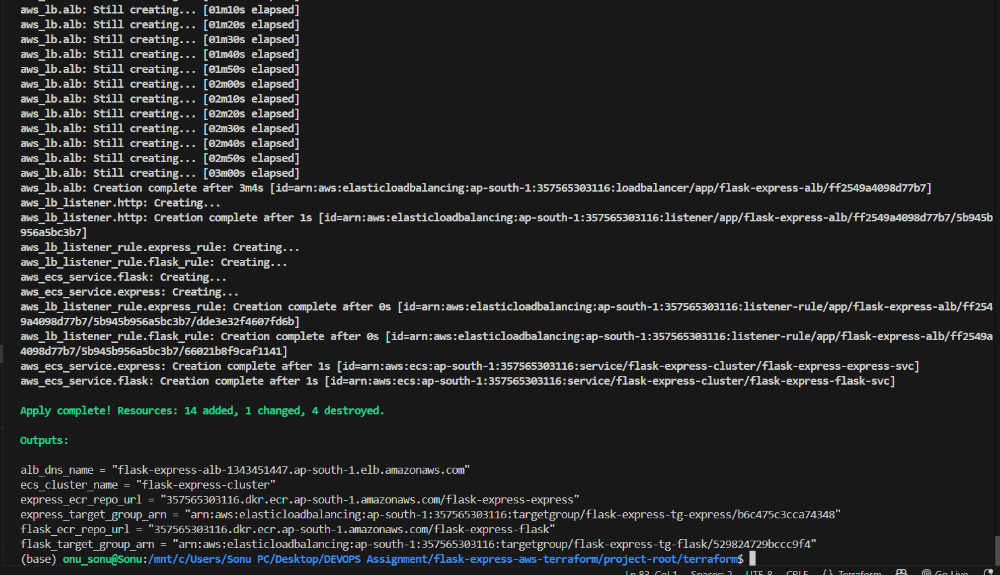 aws_lb.alb: Still creating... [01m10s elapsed]
aws_lb.alb: Still creating... [01m20s elapsed]
aws_lb.alb: Still creating... [01m30s elapsed]
aws_lb.alb: Still creating... [01m40s elapsed]
aws_lb.alb: Still creating... [01m50s elapsed]
aws_lb.alb: Still creating... [02m00s elapsed]
aws_lb.alb: Still creating... [02m10s elapsed]
aws_lb.alb: Still creating... [02m20s elapsed]
aws_lb.alb: Still creating... [02m30s elapsed]
aws_lb.alb: Still creating... [02m40s elapsed]
aws_lb.alb: Still creating... [02m50s elapsed]
aws_lb.alb: Still creating... [03m00s elapsed]
aws_lb.alb: Creation complete after 3m4s [id=arn:aws:elasticloadbalancing:ap-south-1:357565303116:loadbalancer/app/flask-express-alb/ff2549a4098d77b7]
aws_lb_listener.http: Creating...
aws_lb_listener.http: Creation complete after 1s [id=arn:aws:elasticloadbalancing:ap-south-1:357565303116:listener/app/flask-express-alb/ff2549a4098d77b7/5b945b
956a5bc3b7]
aws_lb_listener_rule.express_rule: Creating...
aws_lb_listener_rule.flask_rule: Creating...
aws_ecs_service.flask: Creating...
aws_ecs_service.express: Creating...
aws_lb_listener_rule.express_rule: Creation complete after 0s [id=arn:aws:elasticloadbalancing:ap-south-1:357565303116:listener-rule/app/flask-express-alb/ff254
9a4098d77b7/5b945b956a5bc3b7/dde3e32f4607fd6b]
aws_lb_listener_rule.flask_rule: Creation complete after 0s [id=arn:aws:elasticloadbalancing:ap-south-1:357565303116:listener-rule/app/flask-express-alb/ff2549a
4098d77b7/5b945b956a5bc3b7/66021b8f9caf1141]
aws_ecs_service.express: Creation complete after 1s [id=arn:aws:ecs:ap-south-1:357565303116:service/flask-express-cluster/flask-express-express-svc]
aws_ecs_service.flask: Creation complete after 1s [id=arn:aws:ecs:ap-south-1:357565303116:service/flask-express-cluster/flask-express-flask-svc]
Apply complete! Resources: 14 added, 1 changed, 4 destroyed.
Outputs:
alb_dns_name = "flask-express-alb-1343451447.ap-south-1.elb.amazonaws.com"
ecs_cluster_name = "flask-express-cluster"
express_ecr_repo_url = "357565303116.dkr.ecr.ap-south-1.amazonaws.com/flask-express-express"
express_target_group_arn = "arn:aws:elasticloadbalancing:ap-south-1:357565303116:targetgroup/flask-express-tg-express/b6c475c3cca74348"
flask_ecr_repo_url = "357565303116.dkr.ecr.ap-south-1.amazonaws.com/flask-express-flask"
flask_target_group_arn = "arn:aws:elasticloadbalancing:ap-south-1:357565303116:targetgroup/flask-express-tg-flask/529824729bccc9f4"
(base) onu_sonu@Sonu:/mnt/c/Users/Sonu PC/Desktop/DEVOPS Assignment/flask-express-aws-terraform/project-root/terraform$
Ln 83, Col 1 Spaces: 2 UTF-8 CRLF {} Terraform Go Live